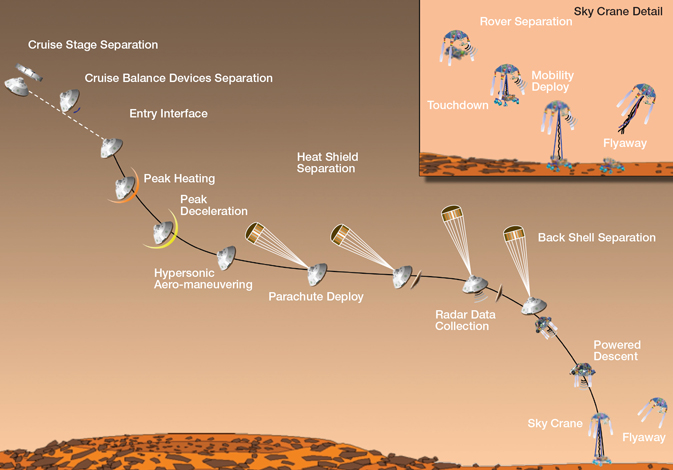 Sky Crane Detail
Rover Separation
Mobility
Deploy
Touchdown
Flyaway
Cruise Stage Separation
Cruise Balance Devices Separation
Entry Interface
Peak Heating
Peak
Deceleration
Hypersonic
Aero-maneuvering
Parachute Deploy
Heat Shield
Separation
Radar Data
Collection
Back Shell Separation
Powered
Descent
Sky Crane
Flyaway